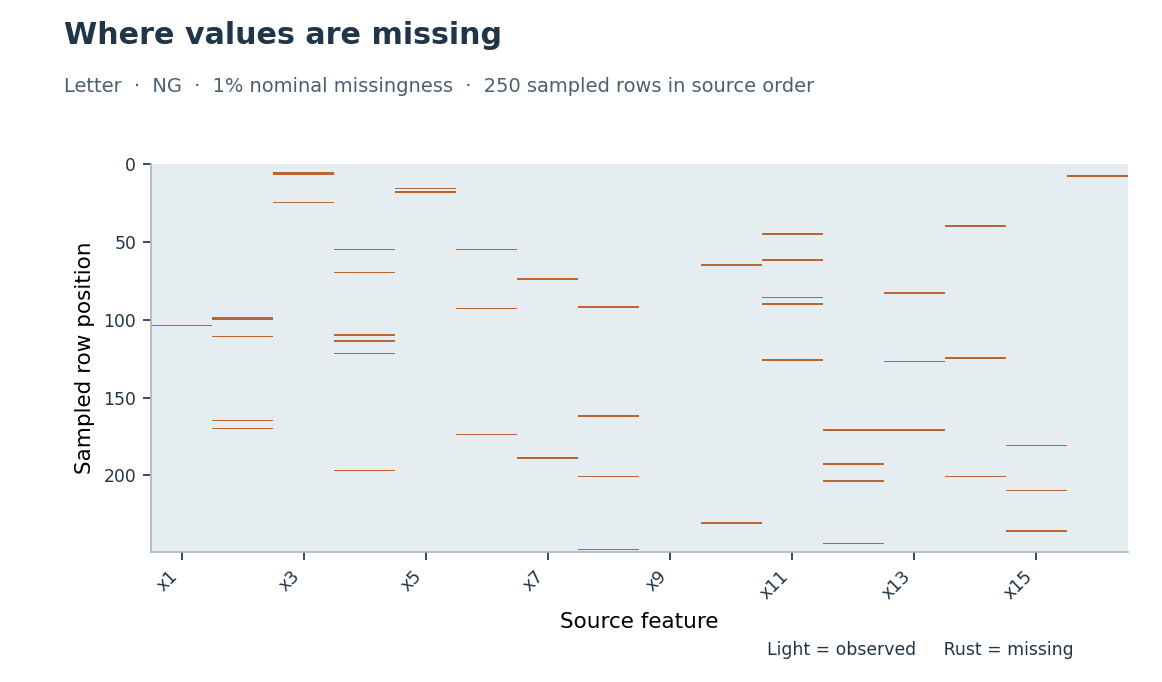 Where values are missing
Letter · NG · 1% nominal missingness · 250 sampled rows in source order
0
50
100
150
200
Sampled row position
x1
x3
x5
x7
x9
x11
x13
x15
Source feature
Light = observed Rust = missing